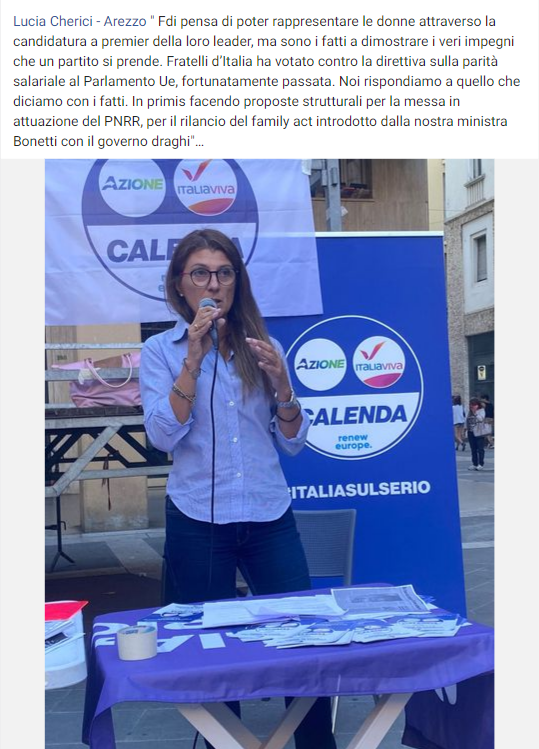 Lucia Cherici - Arezzo " Fdi pensa di poter rappresentare le donne attraverso la
candidatura a premier della loro leader, ma sono i fatti a dimostrare i veri impegni
che un partito si prende. Fratelli d'Italia ha votato contro la direttiva sulla parità
salariale al Parlamento Ue, fortunatamente passata. Noi rispondiamo a quello che
diciamo con i fatti. In primis facendo proposte strutturali per la messa in
attuazione del PNRR, per il rilancio del family act introdotto dalla nostra ministra
Bonetti con il governo draghi"...
AZIONE
ITALIAVIVA
CALE
AZIONE
ITALIAVIVA
CALENDA
renew
europe.
ITALIASULSERIO